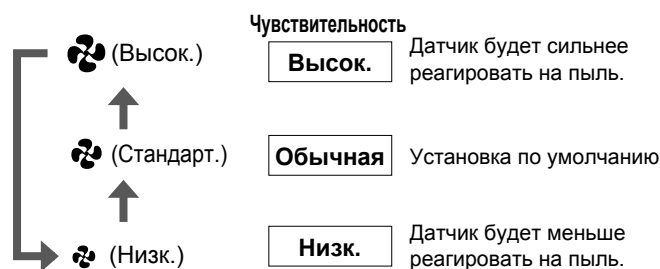 Чувствительность
(Высок.)
Высок.
Датчик будет сильнее
реагировать на пыль.
(Стандарт.)
Обычная
Установка по умолчанию
(Низк.)
Низк.
Датчик будет меньше
реагировать на пыль.